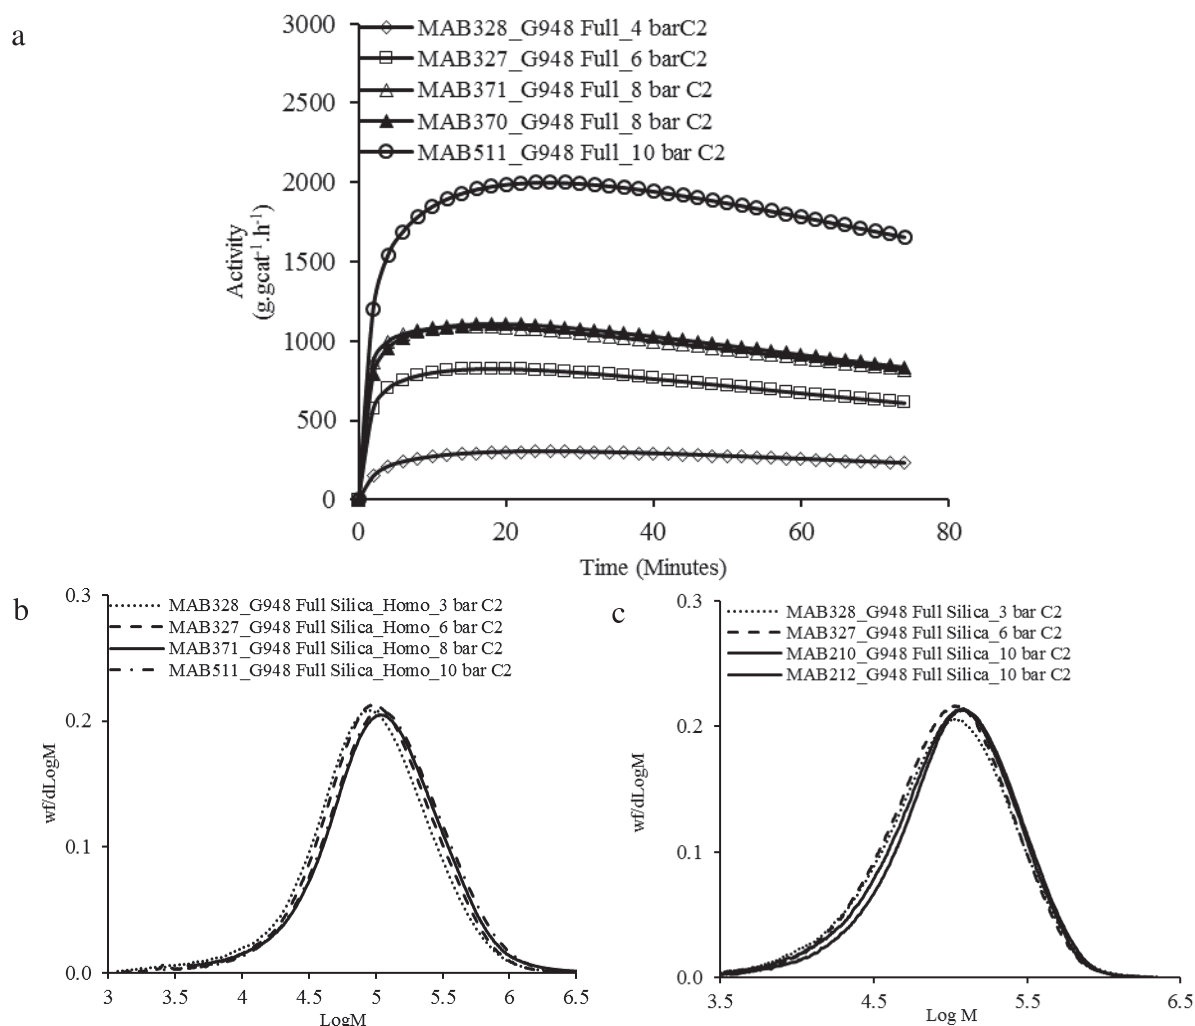 a
3000
2500
2000
1500
1000
500
0
Activity
(g.gcat-1.h-1)
MAB328_G948 Full_4 barC2
MAB327_G948 Full_6 barC2
MAB371_G948 Full_8 bar C2
MAB370_G948 Full_8 bar C2
MAB511_G948 Full_10 bar C2
0 20 40 60 80
Time (Minutes)
b
0.3
0.2
0.1
0.0
wf/dLogM
MAB328_G948 Full Silica_Homo_3 bar C2
MAB327_G948 Full Silica_Homo_6 bar C2
MAB371_G948 Full Silica_Homo_8 bar C2
MAB511_G948 Full Silica_Homo_10 bar C2
3 3.5 4 4.5 5 5.5 6 6.5
LogM
c
0.3
0.2
0.1
0.0
wf/dLogM
MAB328_G948 Full Silica_3 bar C2
MAB327_G948 Full Silica_6 bar C2
MAB210_G948 Full Silica_10 bar C2
MAB212_G948 Full Silica_10 bar C2
3.5 4.5 5.5 6.5
Log M